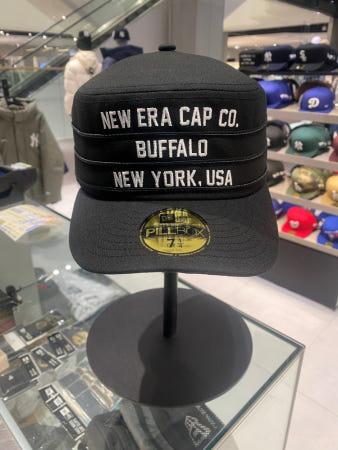 NEW ERA CAP CO.
BUFFALO
NEW YORK, USA
PILLBOX